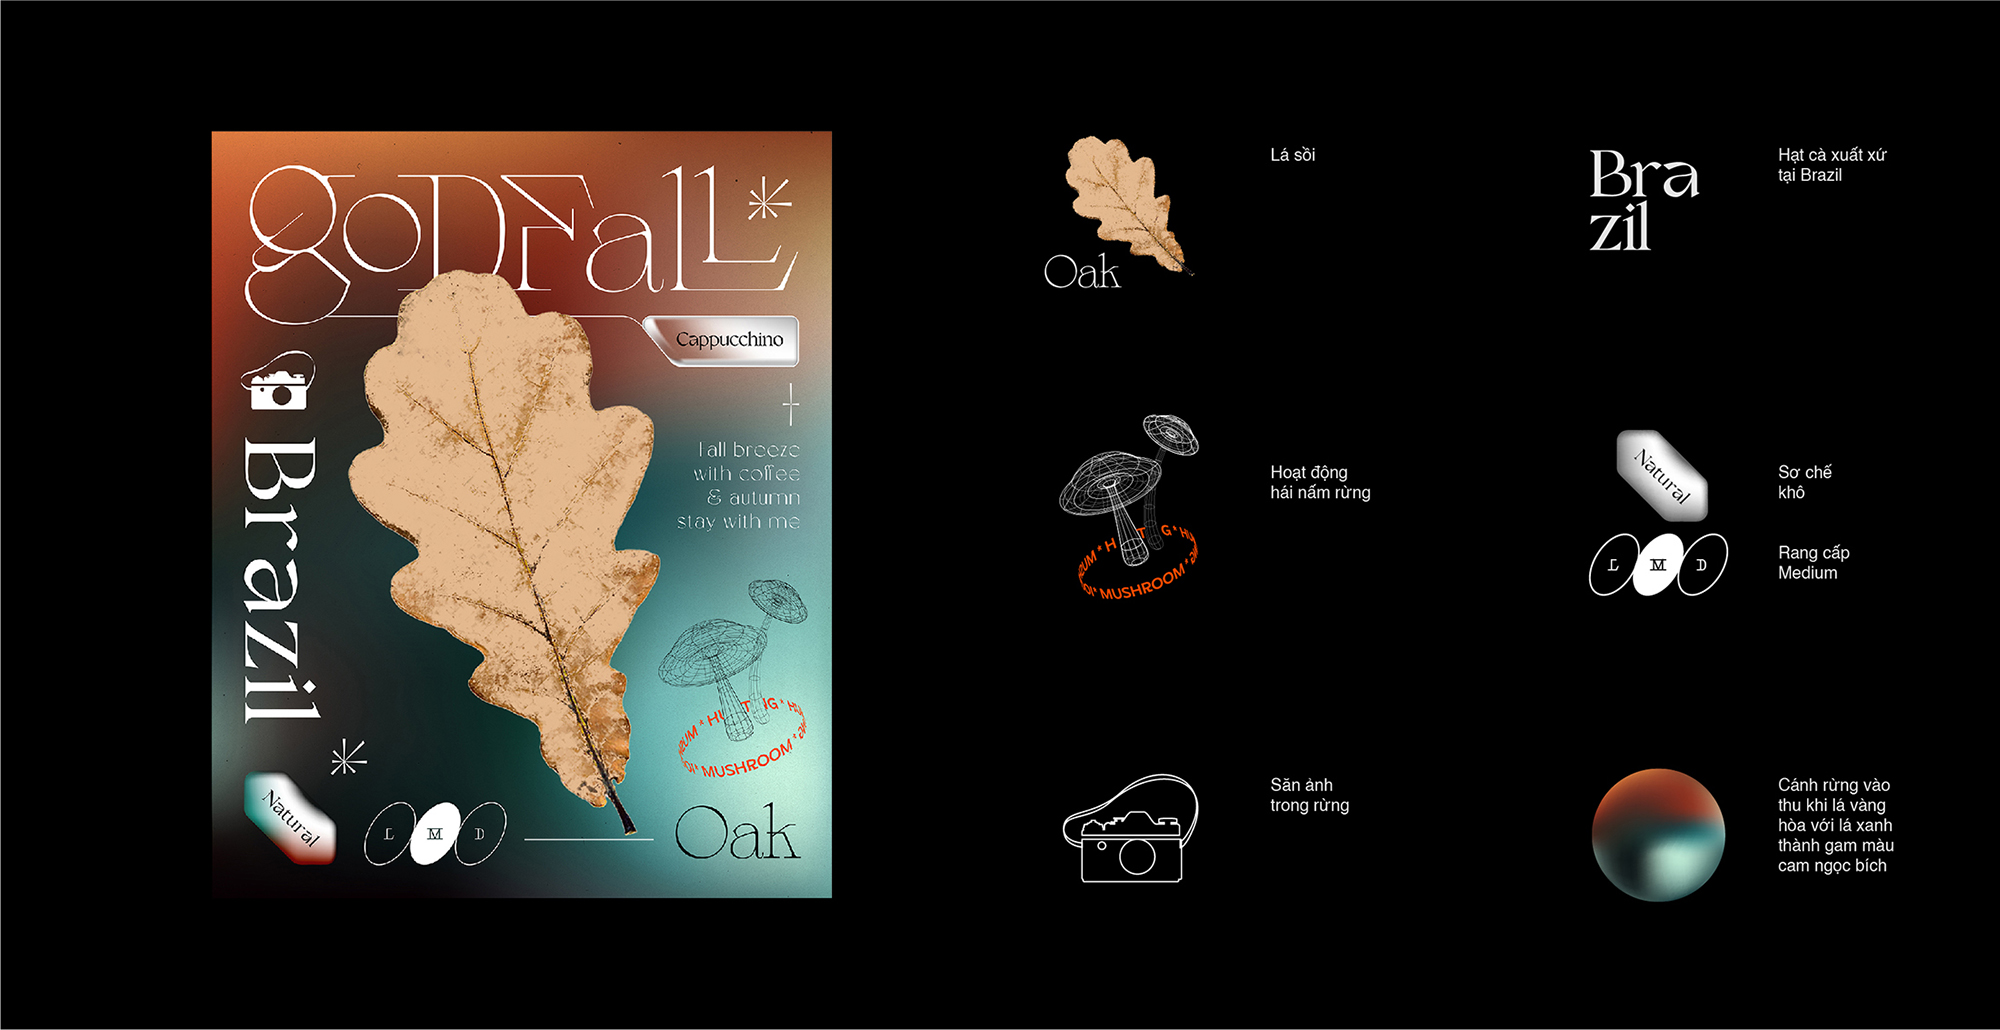 goDFalL
Cappucchino
Brazil
fall breeze
with coffee
& autumn
stay with me
MUSHROOM
Natural
L M D
Oak
Oak
Lá sồi
Bra
zil
Hạt cà xuất xứ
tại Brazil
MUSHROOM
Hoạt động
hái nấm rừng
Natural
Sơ chế
khô
L M D
Rang cấp
Medium
Săn ảnh
trong rừng
Cánh rừng vào
thu khi lá vàng
hòa với lá xanh
thành gam màu
cam ngọc bích